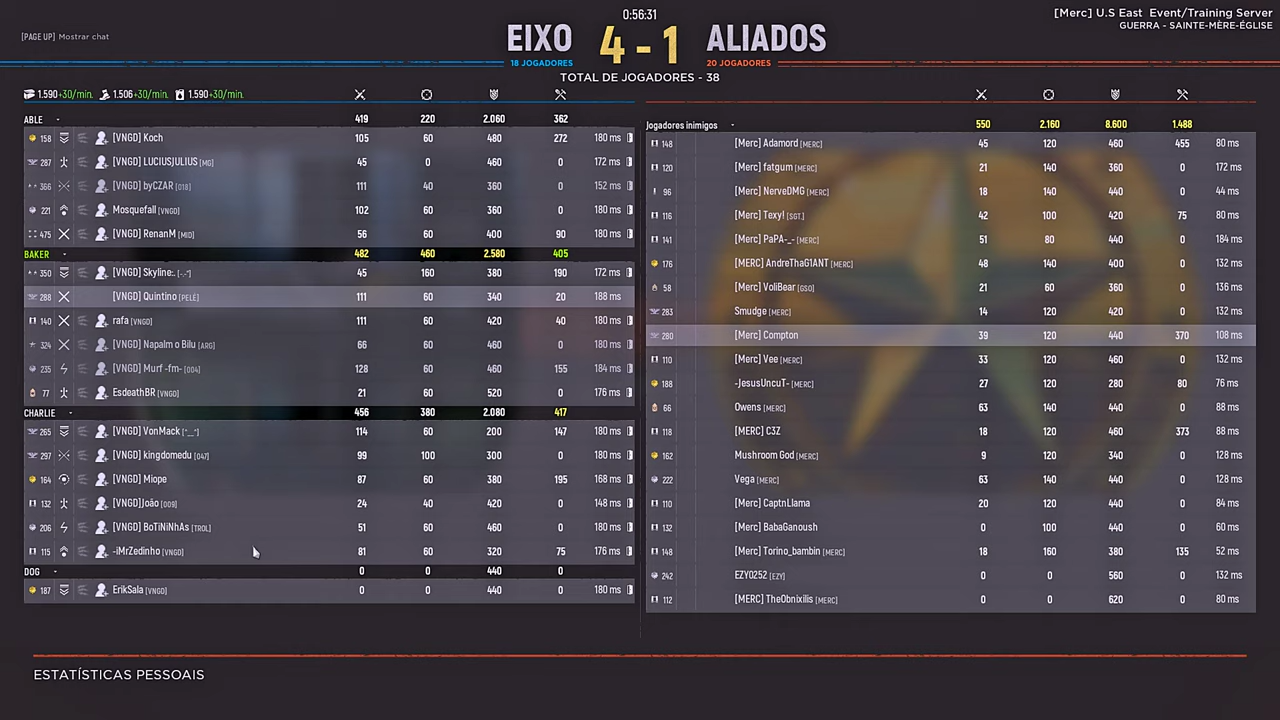 0:56:31
[Merc] U.S East Event/Training Server
GUERRA - SAINTE-MÈRE-ÉGLISE
[PAGE UP] Mostrar chat
EIXO 4 - 1 ALIADOS
18 JOGADORES 20 JOGADORES
TOTAL DE JOGADORES - 38
1.590+30/min. 1.506+30/min. 1.590+30/min.
ABLE - 419 220 2.060 362
158 [VNGD] Koch 105 60 480 272 180 ms
287 [VNGD] LUCIUSJULIUS [MG] 45 0 460 0 172 ms
366 [VNGD] byCZAR [018] 111 40 360 0 152 ms
221 Mosquefall [VNGD] 102 60 360 0 180 ms
475 [VNGD] RenanM [MID] 56 60 400 90 180 ms
BAKER - 482 460 2.580 405
350 [VNGD] Skyline:. [-.-"] 45 160 380 190 172 ms
288 [VNGD] Quintino [PELÉ] 111 60 340 20 188 ms
140 rafa [VNGD] 111 60 420 40 180 ms
324 [VNGD] Napalm o Bilu [ARG] 66 60 460 0 180 ms
235 [VNGD] Murf -fm- [004] 128 60 460 155 184 ms
77 EsdeathBR [VNGD] 21 60 520 0 176 ms
CHARLIE - 456 380 2.080 417
265 [VNGD] VonMack [-__-] 114 60 200 147 180 ms
297 [VNGD] kingdomedu [047] 99 100 300 0 180 ms
164 [VNGD] Miope 87 60 380 195 168 ms
132 [VNGD]João [009] 24 40 420 0 148 ms
206 [VNGD] BoTiNiNhAs [TROL] 51 60 460 0 180 ms
115 -iMrZedinho [VNGD] 81 60 320 75 176 ms
DOG - 0 0 440 0
187 ErikSala [VNGD] 0 0 440 0 180 ms
Jogadores inimigos - 550 2.160 8.600 1.488
148 [Merc] Adamord [MERC] 45 120 460 455 80 ms
120 [Merc] fatgum [MERC] 21 140 360 0 172 ms
96 [Merc] NerveDMG [MERC] 18 140 440 0 44 ms
116 [Merc] Texy! [SGT.] 42 100 420 75 80 ms
141 [Merc] PaPA-_- [MERC] 51 80 440 0 184 ms
176 [MERC] AndreThaG1ANT [MERC] 48 140 400 0 132 ms
58 [Merc] VoliBear [GSO] 21 60 360 0 136 ms
283 Smudge [MERC] 14 120 420 0 132 ms
280 [Merc] Compton 39 120 440 370 108 ms
110 [Merc] Vee [MERC] 33 120 460 0 132 ms
188 -JesusUncuT- [MERC] 27 120 280 80 76 ms
66 Owens [MERC] 63 140 440 0 88 ms
118 [MERC] C3Z 18 120 460 373 88 ms
162 Mushroom God [MERC] 9 120 340 0 128 ms
222 Vega [MERC] 63 140 440 0 128 ms
110 [Merc] CaptnLlama 20 120 440 0 84 ms
132 [Merc] BabaGanoush 0 100 440 0 60 ms
148 [Merc] Torino_bambin [MERC] 18 160 380 135 52 ms
242 EZY0252 [EZY] 0 0 560 0 132 ms
112 [MERC] TheObnixilis [MERC] 0 0 620 0 80 ms
ESTATÍSTICAS PESSOAIS